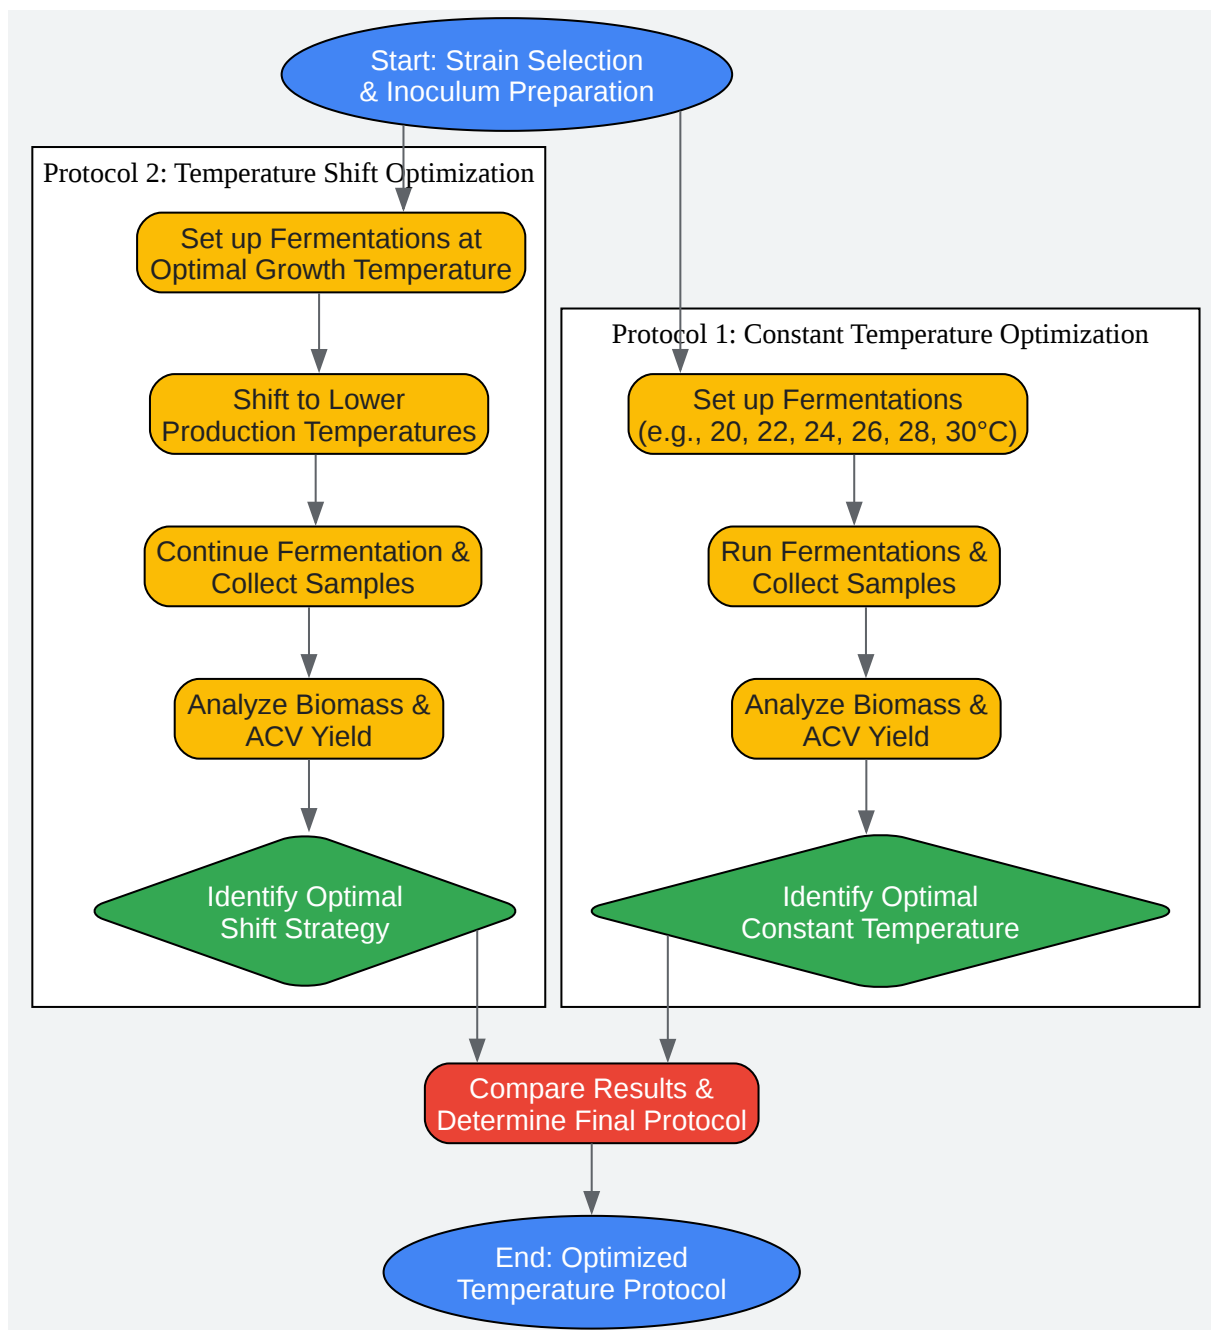 Start: Strain Selection
& Inoculum Preparation
Protocol 2: Temperature Shift Optimization
Set up Fermentations at
Optimal Growth Temperature
Shift to Lower
Production Temperatures
Continue Fermentation &
Collect Samples
Analyze Biomass &
ACV Yield
Identify Optimal
Shift Strategy
Protocol 1: Constant Temperature Optimization
Set up Fermentations
(e.g., 20, 22, 24, 26, 28, 30°C)
Run Fermentations &
Collect Samples
Analyze Biomass &
ACV Yield
Identify Optimal
Constant Temperature
Compare Results &
Determine Final Protocol
End: Optimized
Temperature Protocol